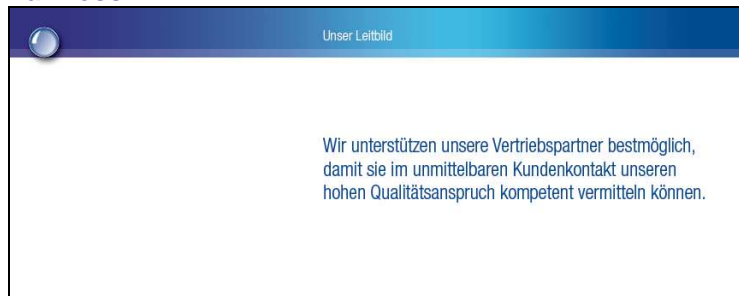 Unser Leitbild
Wir unterstützen unsere Vertriebspartner bestmöglich,
damit sie im unmittelbaren Kundenkontakt unseren
hohen Qualitätsanspruch kompetent vermitteln können.